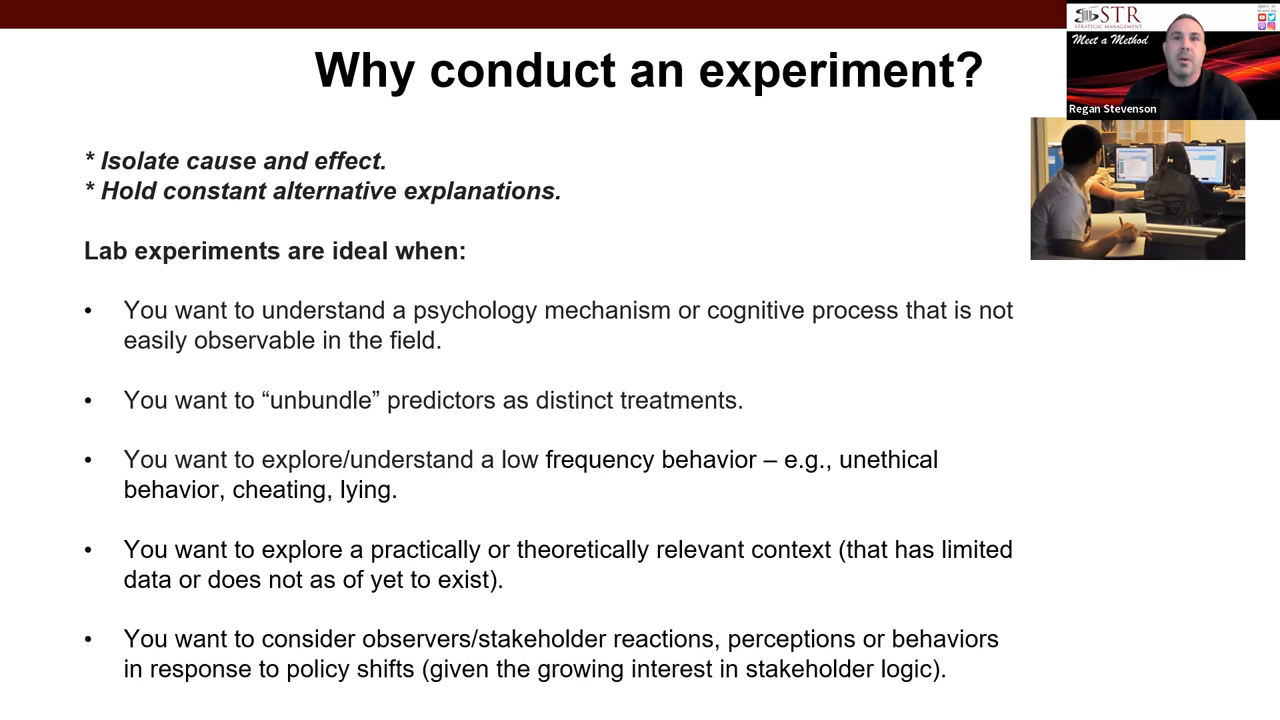 Why conduct an experiment?
STR
STRATEGIC MANAGEMENT
Meet a Method
Regan Stevenson
* Isolate cause and effect.
* Hold constant alternative explanations.
Lab experiments are ideal when:
• You want to understand a psychology mechanism or cognitive process that is not
easily observable in the field.
• You want to “unbundle” predictors as distinct treatments.
• You want to explore/understand a low frequency behavior – e.g., unethical
behavior, cheating, lying.
• You want to explore a practically or theoretically relevant context (that has limited
data or does not as of yet to exist).
• You want to consider observers/stakeholder reactions, perceptions or behaviors
in response to policy shifts (given the growing interest in stakeholder logic).